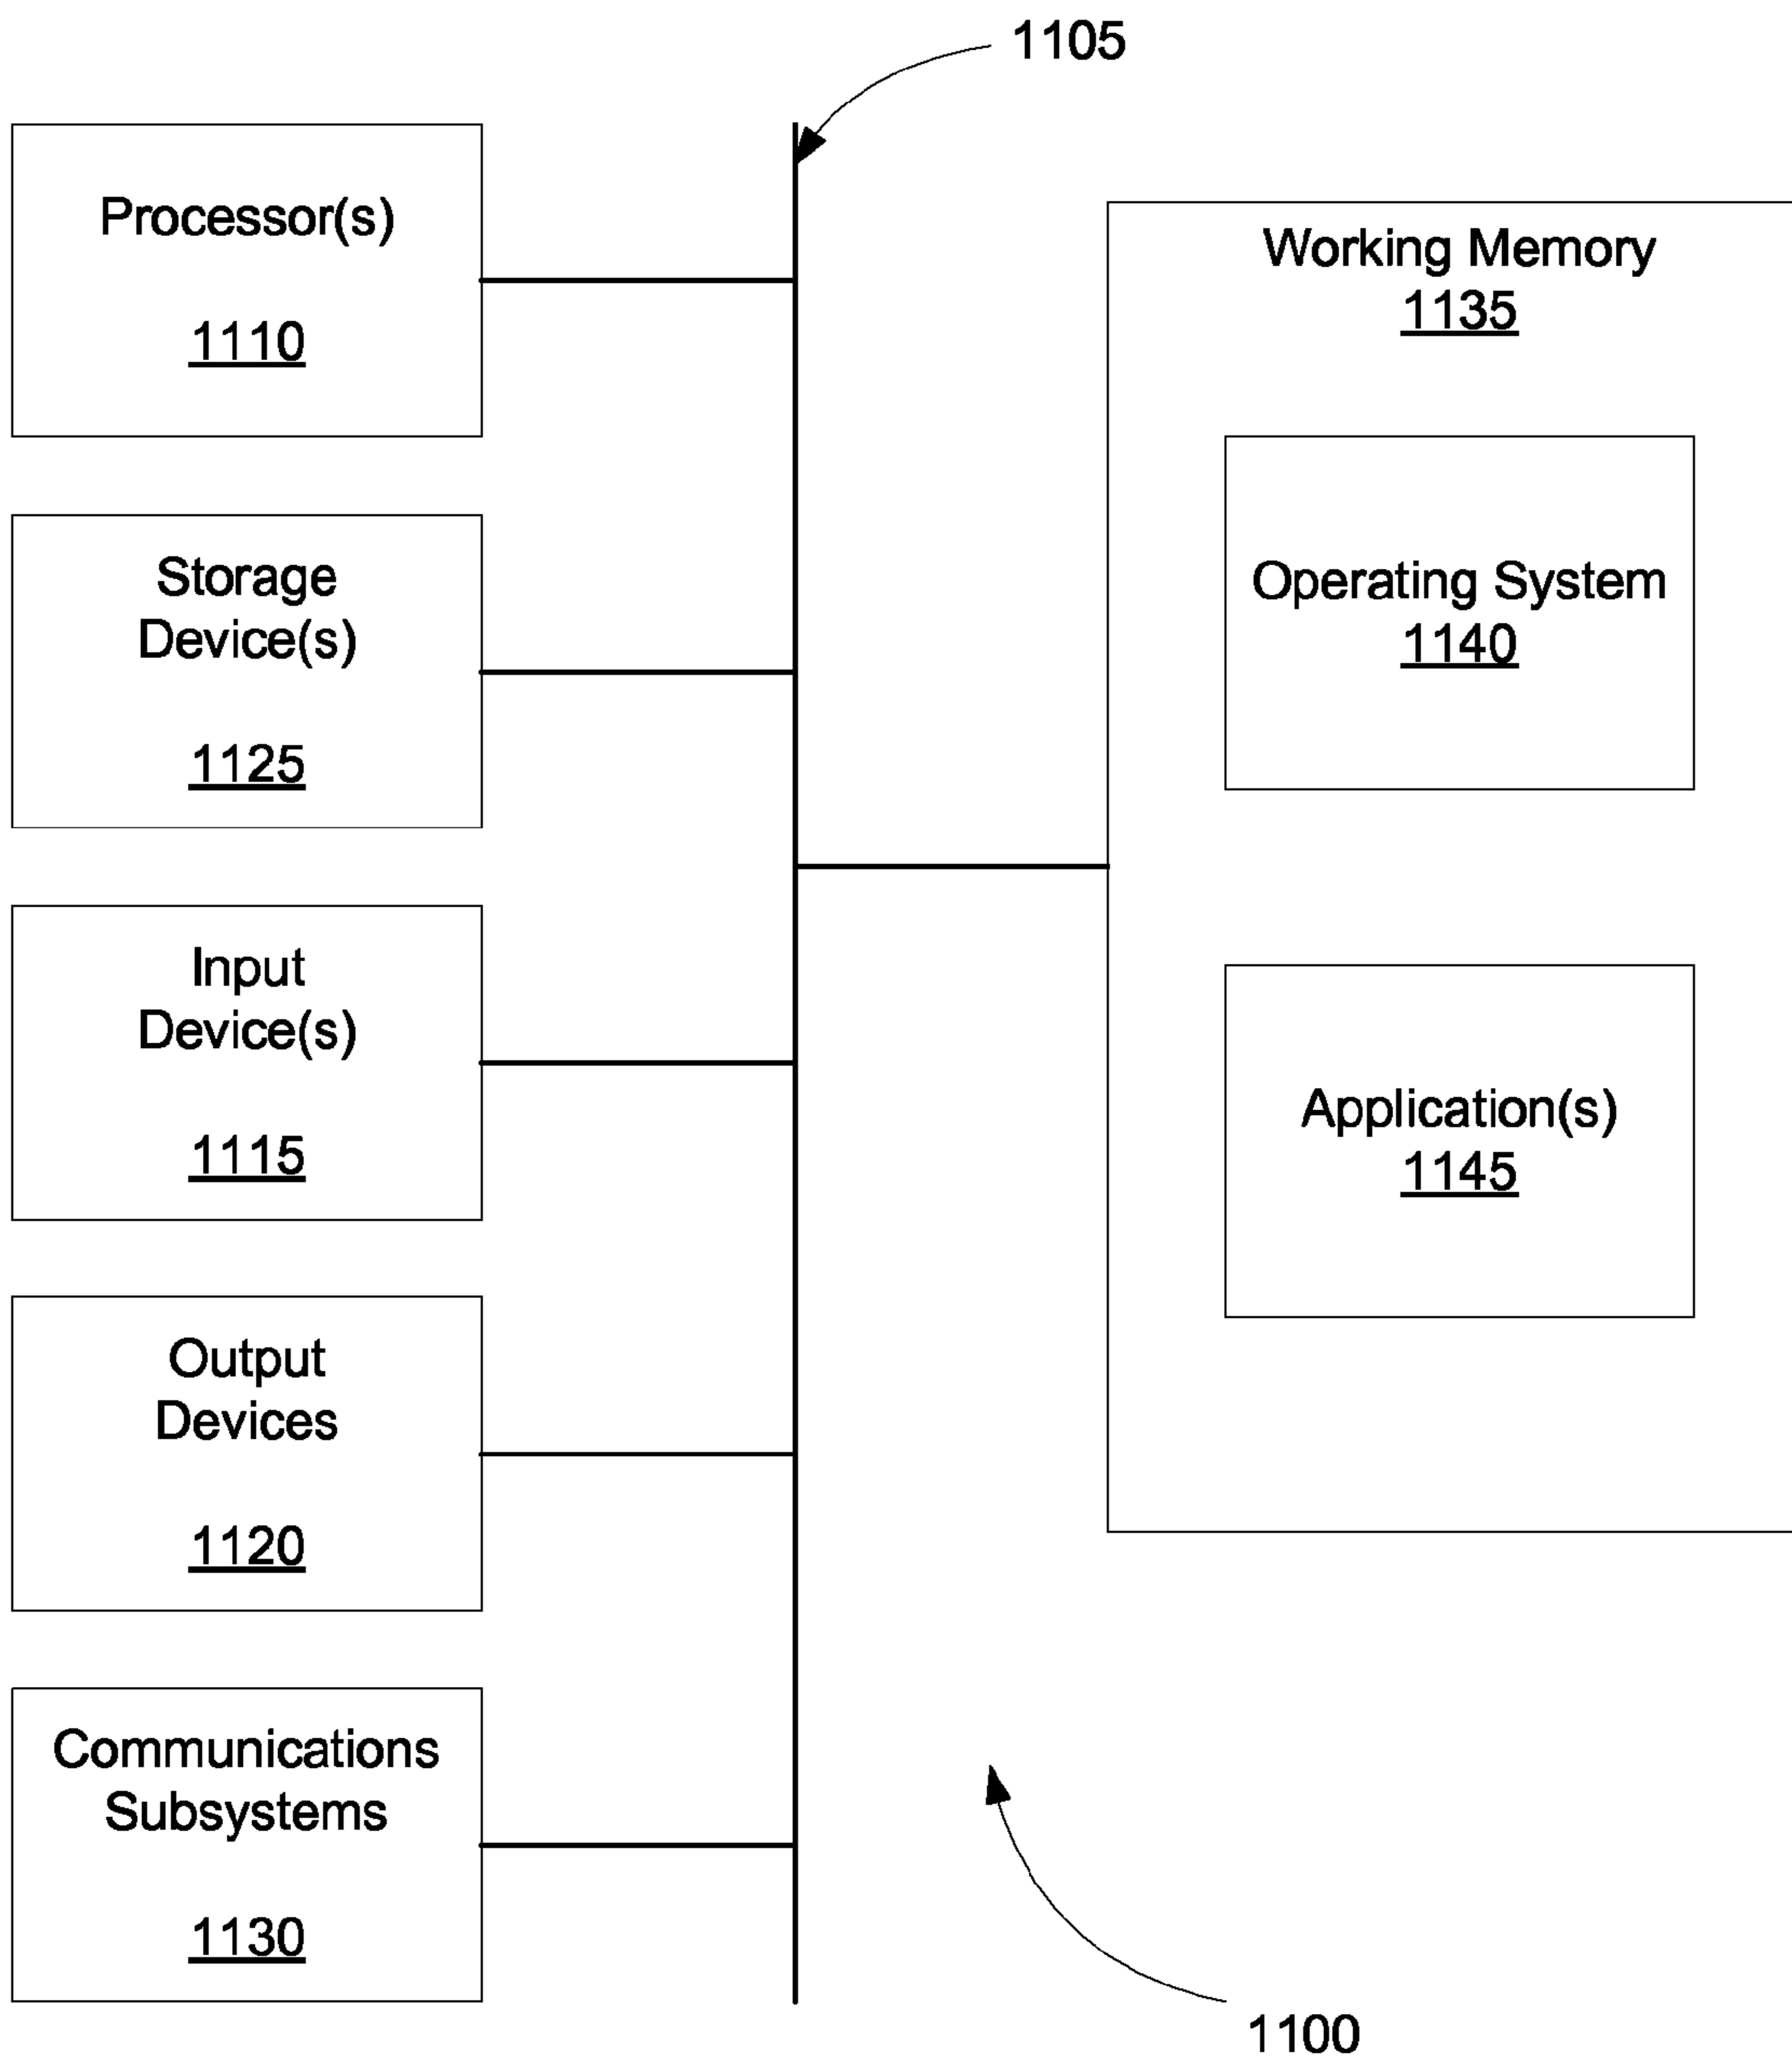 1105
Processor(s)
1110
Storage
Device(s)
1125
Input
Device(s)
1115
Output
Devices
1120
Communications
Subsystems
1130
Working Memory
1135
Operating System
1140
Application(s)
1145
1100